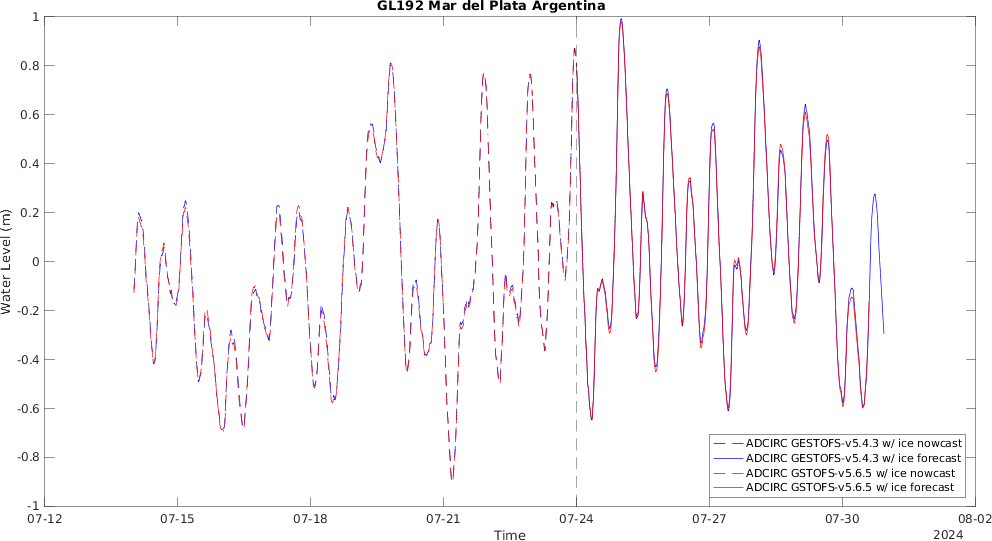 GL192 Mar del Plata Argentina
1
0.8
0.6
0.4
0.2
0
-0.2
-0.4
-0.6
-0.8
-1
Water Level (m)
07-12 07-15 07-18 07-21 07-24 07-27 07-30 08-02
Time
2024
ADCIRC GESTOFS-v5.4.3 w/ ice nowcast
ADCIRC GESTOFS-v5.4.3 w/ ice forecast
ADCIRC GSTOFS-v5.6.5 w/ ice nowcast
ADCIRC GSTOFS-v5.6.5 w/ ice forecast